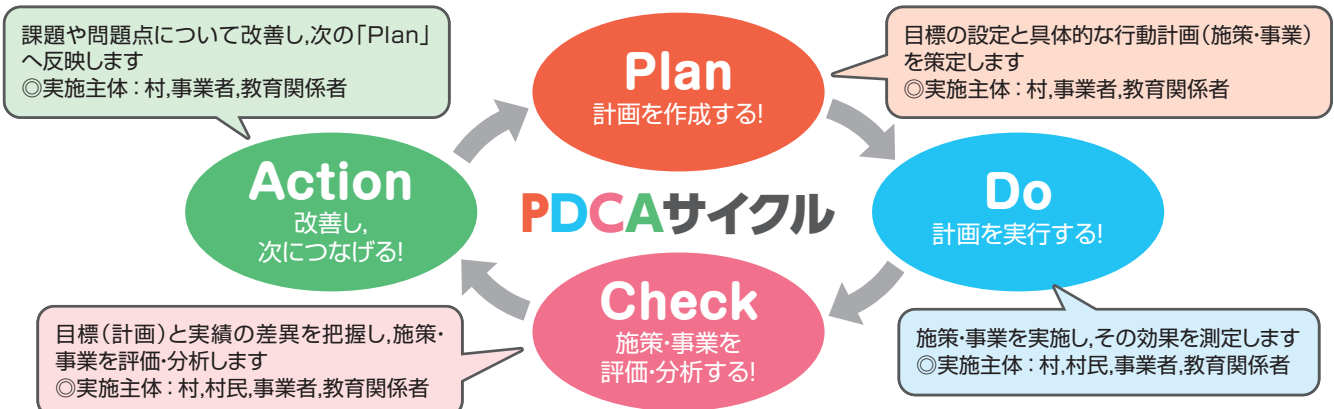 Plan
計画を作成する!
目標の設定と具体的な行動計画(施策・事業)
を策定します
◎実施主体:村,事業者,教育関係者
Do
計画を実行する!
施策・事業を実施し,その効果を測定します
◎実施主体:村,村民,事業者,教育関係者
Check
施策・事業を
評価・分析する!
目標(計画)と実績の差異を把握し,施策・
事業を評価・分析します
◎実施主体:村,村民,事業者,教育関係者
Action
改善し,
次につなげる!
課題や問題点について改善し,次の「Plan」
へ反映します
◎実施主体:村,事業者,教育関係者
PDCAサイクル